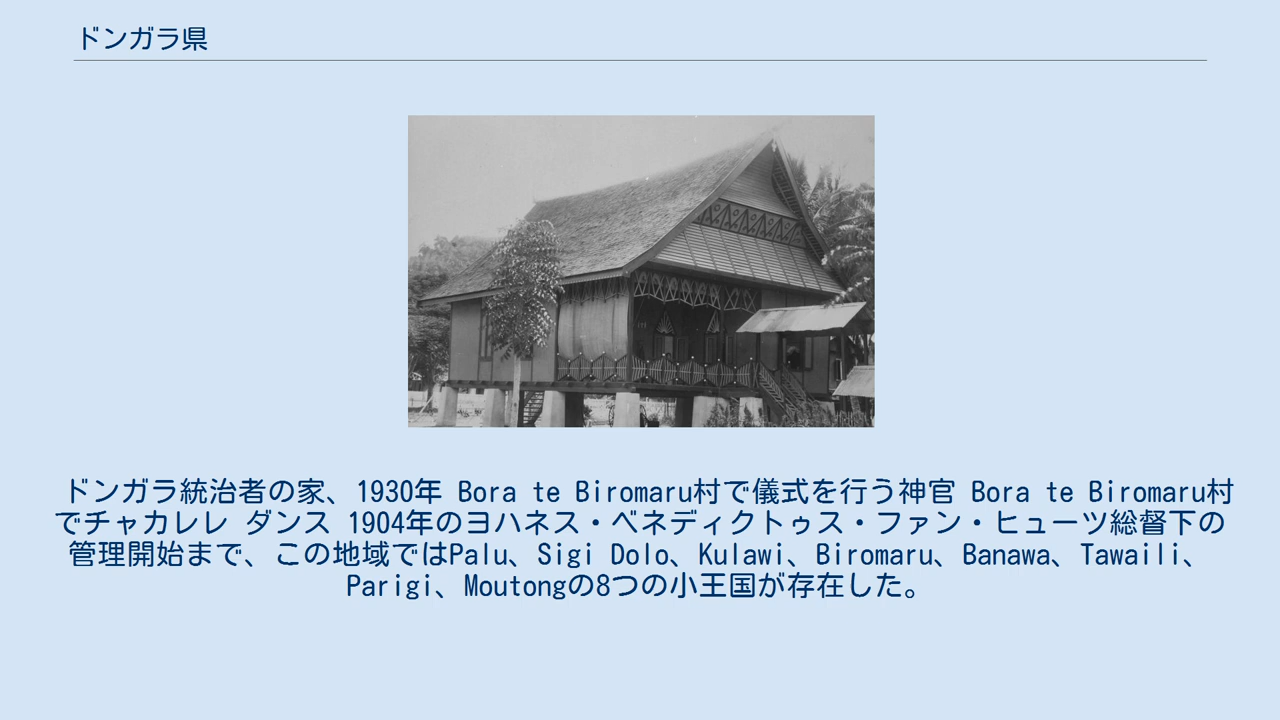 ドンガラ県
ドンガラ統治者の家、1930年 Bora te Biromaru村で儀式を行う神官 Bora te Biromaru村
でチャカレレ ダンス 1904年のヨハネス・ベネディクトゥス・ファン・ヒューツ総督下の
管理開始まで、この地域ではPalu、Sigi Dolo、Kulawi、Biromaru、Banawa、Tawaili、
Parigi、Moutongの8つの小王国が存在した。